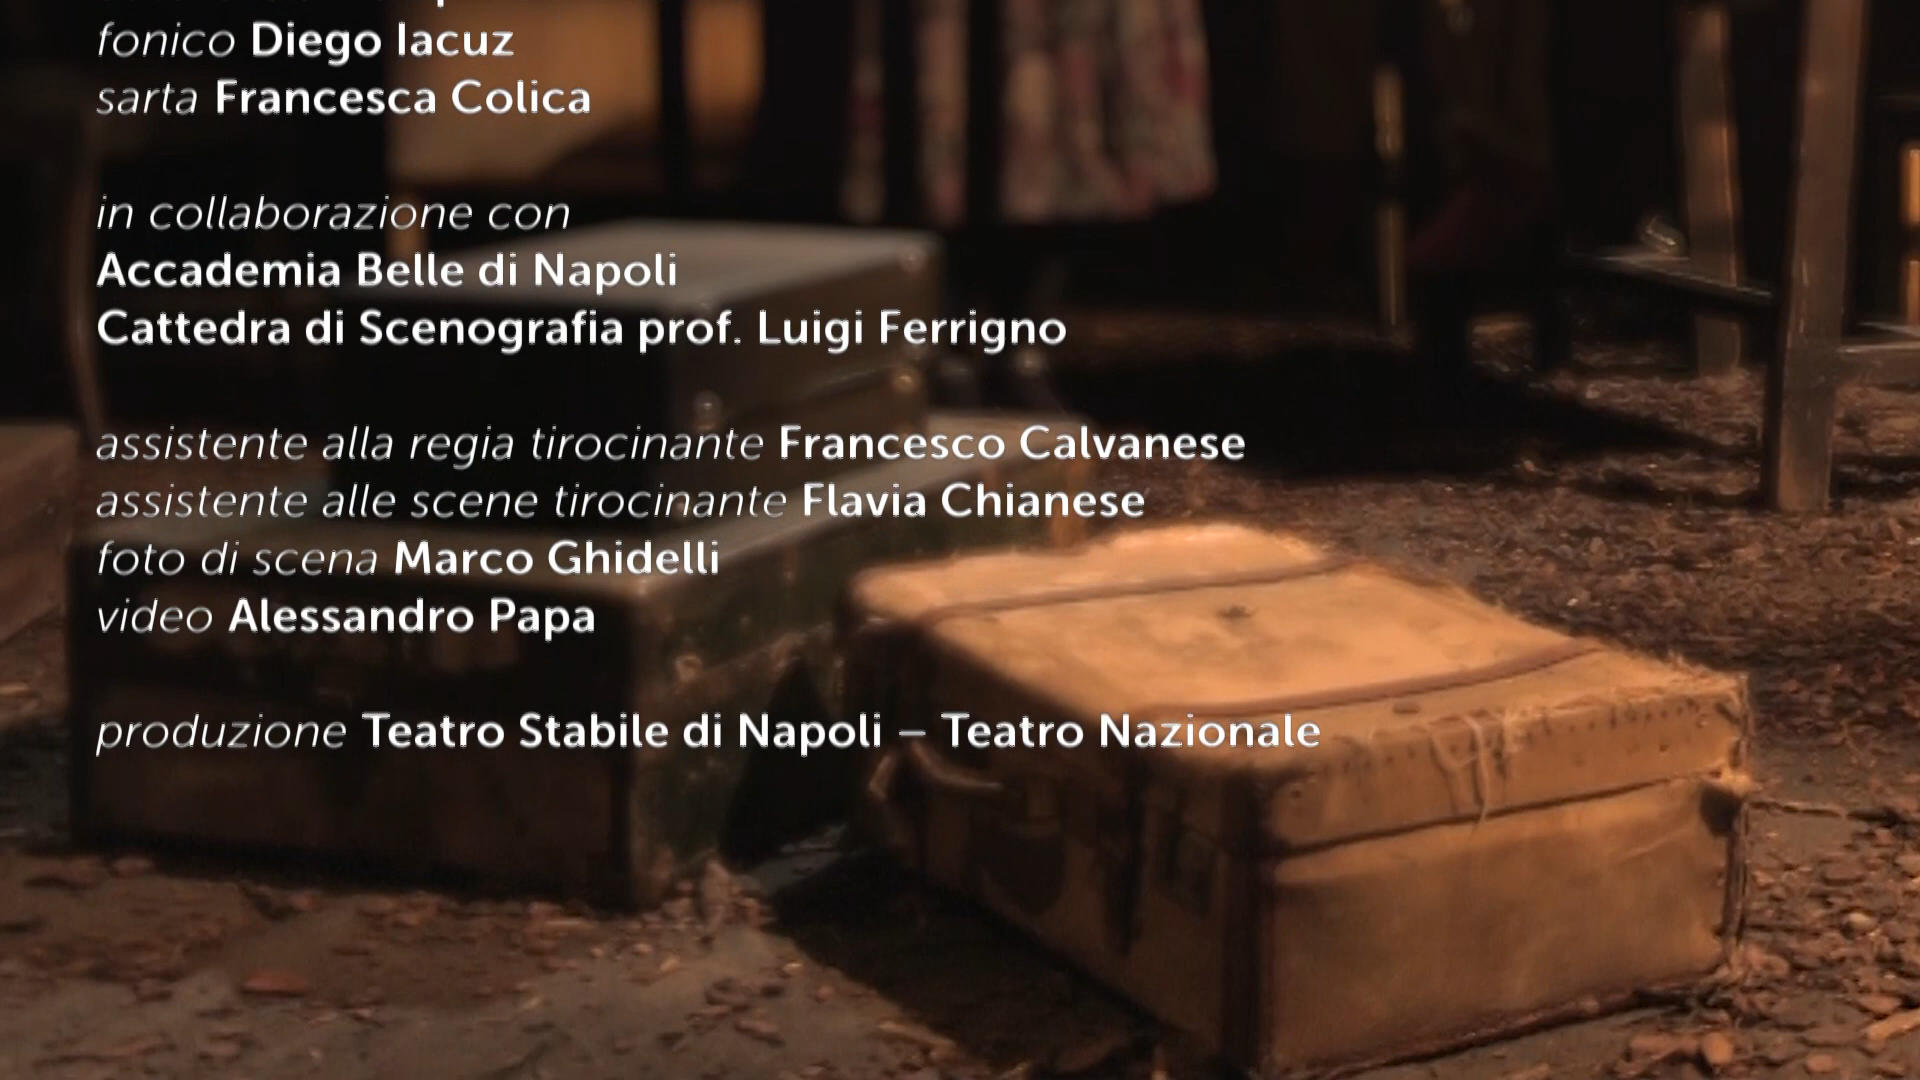 fonico Diego Iacuz
sarta Francesca Colica
in collaborazione con
Accademia Belle di Napoli
Cattedra di Scenografia prof. Luigi Ferrigno
assistente alla regia tirocinante Francesco Calvanese
assistente alle scene tirocinante Flavia Chianese
foto di scena Marco Ghidelli
video Alessandro Papa
produzione Teatro Stabile di Napoli – Teatro Nazionale